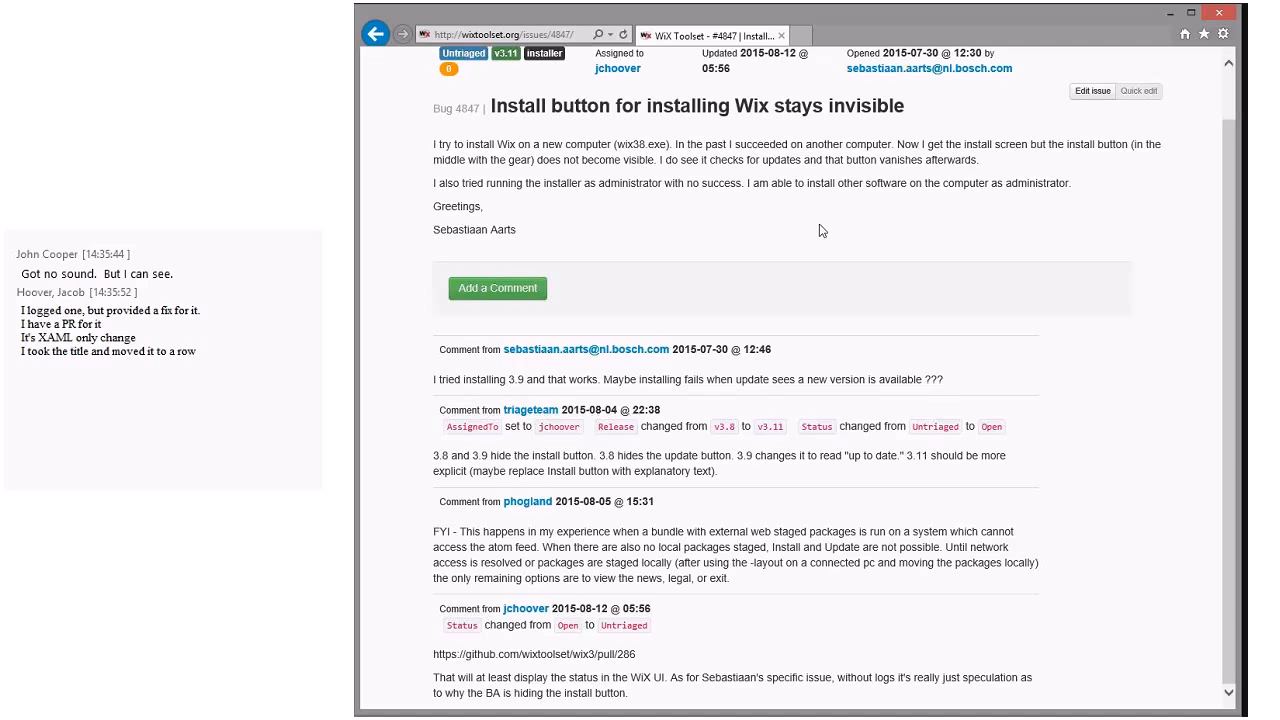 John Cooper [14:35:44 ]
Got no sound.  But I can see.
Hoover, Jacob [14:35:52 ]
I logged one, but provided a fix for it.
I have a PR for it
It's XAML only change
I took the title and moved it to a row
http://wixtoolset.org/issues/4847/
WiX Toolset - #4847 | Install...
Untriaged v3.11 installer
0
Assigned to
jchoover
Updated 2015-08-12 @
05:56
Opened 2015-07-30 @ 12:30 by
sebastiaan.aarts@nl.bosch.com
Edit issue Quick edit
Bug 4847 | Install button for installing Wix stays invisible
I try to install Wix on a new computer (wix38.exe). In the past I succeeded on another computer. Now I get the install screen but the install button (in the
middle with the gear) does not become visible. I do see it checks for updates and that button vanishes afterwards.
I also tried running the installer as administrator with no success. I am able to install other software on the computer as administrator.
Greetings,
Sebastiaan Aarts
Add a Comment
Comment from sebastiaan.aarts@nl.bosch.com 2015-07-30 @ 12:46
I tried installing 3.9 and that works. Maybe installing fails when update sees a new version is available ???
Comment from triageteam 2015-08-04 @ 22:38
AssignedTo set to jchoover Release changed from v3.8 to v3.11 Status changed from Untriaged to Open
3.8 and 3.9 hide the install button. 3.8 hides the update button. 3.9 changes it to read "up to date." 3.11 should be more
explicit (maybe replace Install button with explanatory text).
Comment from phogland 2015-08-05 @ 15:31
FYI - This happens in my experience when a bundle with external web staged packages is run on a system which cannot
access the atom feed. When there are also no local packages staged, Install and Update are not possible. Until network
access is resolved or packages are staged locally (after using the -layout on a connected pc and moving the packages locally)
the only remaining options are to view the news, legal, or exit.
Comment from jchoover 2015-08-12 @ 05:56
Status changed from Open to Untriaged
https://github.com/wixtoolset/wix3/pull/286
That will at least display the status in the WiX UI. As for Sebastiaan's specific issue, without logs it's really just speculation as
to why the BA is hiding the install button.